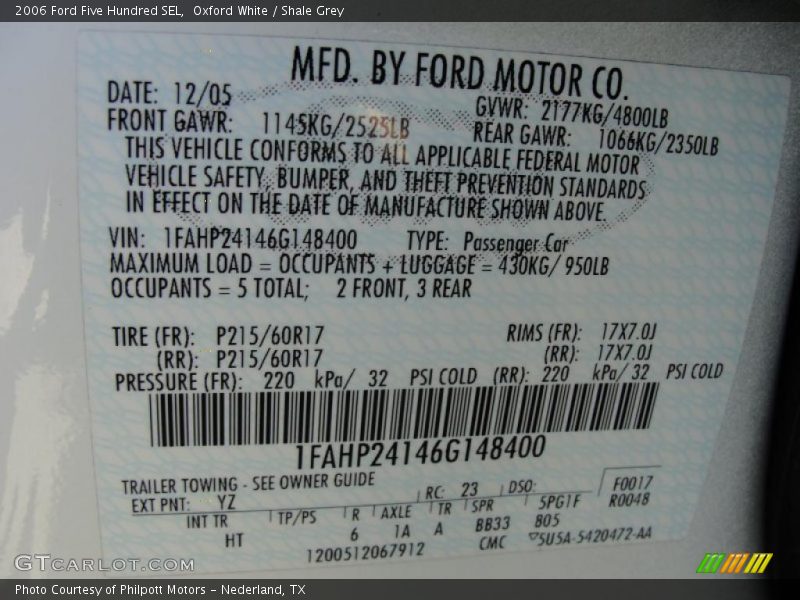 2006 Ford Five Hundred SEL,  Oxford White / Shale Grey
MFD. BY FORD MOTOR CO.
DATE: 12/05 GVWR: 2177KG/4800LB
FRONT GAWR: 1145KG/2525LB REAR GAWR: 1066KG/2350LB
THIS VEHICLE CONFORMS TO ALL APPLICABLE FEDERAL MOTOR
VEHICLE SAFETY, BUMPER, AND THEFT PREVENTION STANDARDS
IN EFFECT ON THE DATE OF MANUFACTURE SHOWN ABOVE.
VIN: 1FAHP24146G148400 TYPE: Passenger Car
MAXIMUM LOAD = OCCUPANTS + LUGGAGE = 430KG/ 950LB
OCCUPANTS = 5 TOTAL; 2 FRONT, 3 REAR
TIRE (FR): P215/60R17 RIMS (FR): 17X7.0J
(RR): P215/60R17 (RR): 17X7.0J
PRESSURE (FR): 220 kPa/ 32 PSI COLD (RR): 220 kPa/ 32 PSI COLD
1FAHP24146G148400
TRAILER TOWING - SEE OWNER GUIDE
EXT PNT: YZ RC: 23 DSO: F0017
INT TR TP/PS R AXLE TR SPR SPG1F R0048
HT 6 1A A BB33 B05
1200512067912 CMC 5U5A-5420472-AA
GTCARLOT.COM
Photo Courtesy of Philpott Motors - Nederland, TX